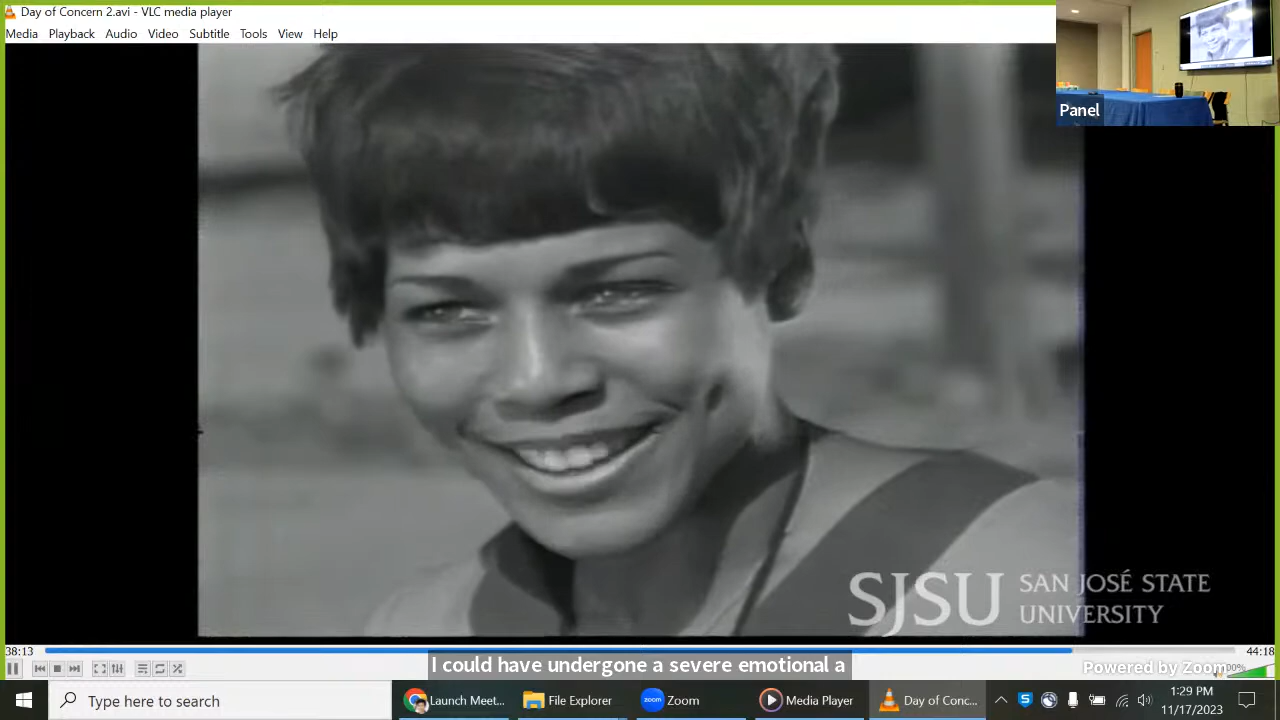 Day of Concern 2.avi - VLC media player
Media Playback Audio Video Subtitle Tools View Help
Panel
SJSU SAN JOSÉ STATE
UNIVERSITY
38:13
44:18
I could have undergone a severe emotional a
Powered by Zoom
Type here to search
Launch Meet...
File Explorer
Zoom
zoom
Media Player
Day of Conc...
1:29 PM
11/17/2023